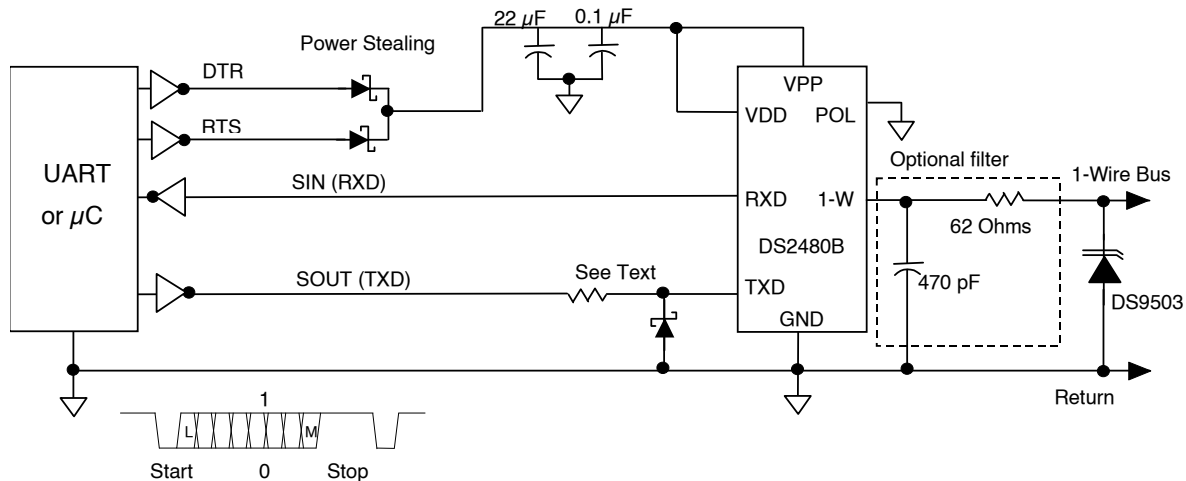 22 µF
0.1 µF
Power Stealing
DTR
RTS
UART
or µC
SIN (RXD)
SOUT (TXD)
See Text
VPP
VDD
POL
RXD
1-W
DS2480B
TXD
GND
Optional filter
62 Ohms
470 pF
1-Wire Bus
DS9503
Return
1
L
M
Start
0
Stop